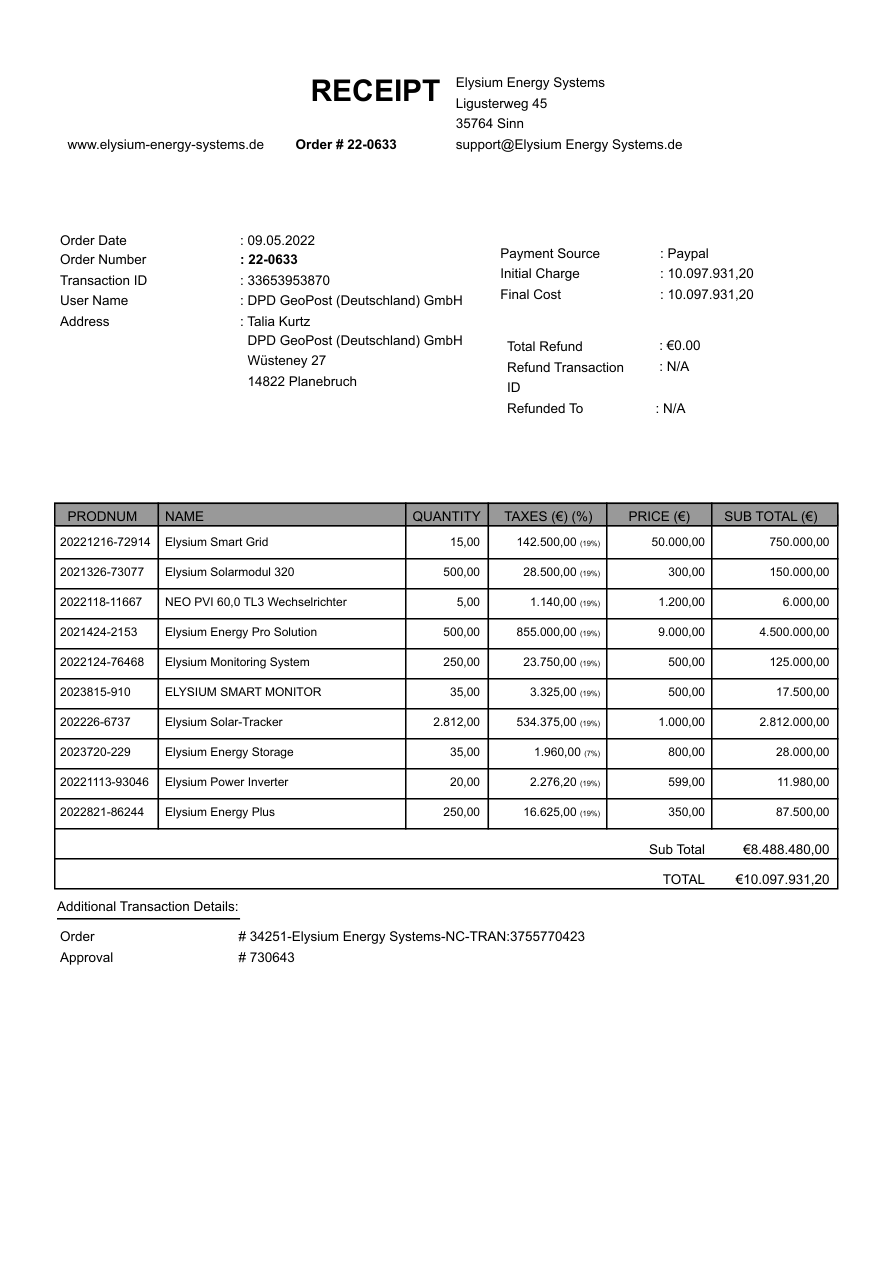 RECEIPT
Elysium Energy Systems
Ligusterweg 45
35764 Sinn
www.elysium-energy-systems.de Order # 22-0633 support@Elysium Energy Systems.de
Order Date : 09.05.2022
Order Number : 22-0633
Transaction ID : 33653953870
User Name : DPD GeoPost (Deutschland) GmbH
Address : Talia Kurtz
DPD GeoPost (Deutschland) GmbH
Wüsteney 27
14822 Planebruch
Payment Source : Paypal
Initial Charge : 10.097.931,20
Final Cost : 10.097.931,20
Total Refund : €0.00
Refund Transaction : N/A
ID
Refunded To : N/A
PRODNUM NAME QUANTITY TAXES (€) (%) PRICE (€) SUB TOTAL (€)
20221216-72914 Elysium Smart Grid 15,00 142.500,00 (19%) 50.000,00 750.000,00
2021326-73077 Elysium Solarmodul 320 500,00 28.500,00 (19%) 300,00 150.000,00
2022118-11667 NEO PVI 60,0 TL3 Wechselrichter 5,00 1.140,00 (19%) 1.200,00 6.000,00
2021424-2153 Elysium Energy Pro Solution 500,00 855.000,00 (19%) 9.000,00 4.500.000,00
2022124-76468 Elysium Monitoring System 250,00 23.750,00 (19%) 500,00 125.000,00
2023815-910 ELYSIUM SMART MONITOR 35,00 3.325,00 (19%) 500,00 17.500,00
202226-6737 Elysium Solar-Tracker 2.812,00 534.375,00 (19%) 1.000,00 2.812.000,00
2023720-229 Elysium Energy Storage 35,00 1.960,00 (7%) 800,00 28.000,00
20221113-93046 Elysium Power Inverter 20,00 2.276,20 (19%) 599,00 11.980,00
2022821-86244 Elysium Energy Plus 250,00 16.625,00 (19%) 350,00 87.500,00
Sub Total €8.488.480,00
TOTAL €10.097.931,20
Additional Transaction Details:
Order # 34251-Elysium Energy Systems-NC-TRAN:3755770423
Approval # 730643